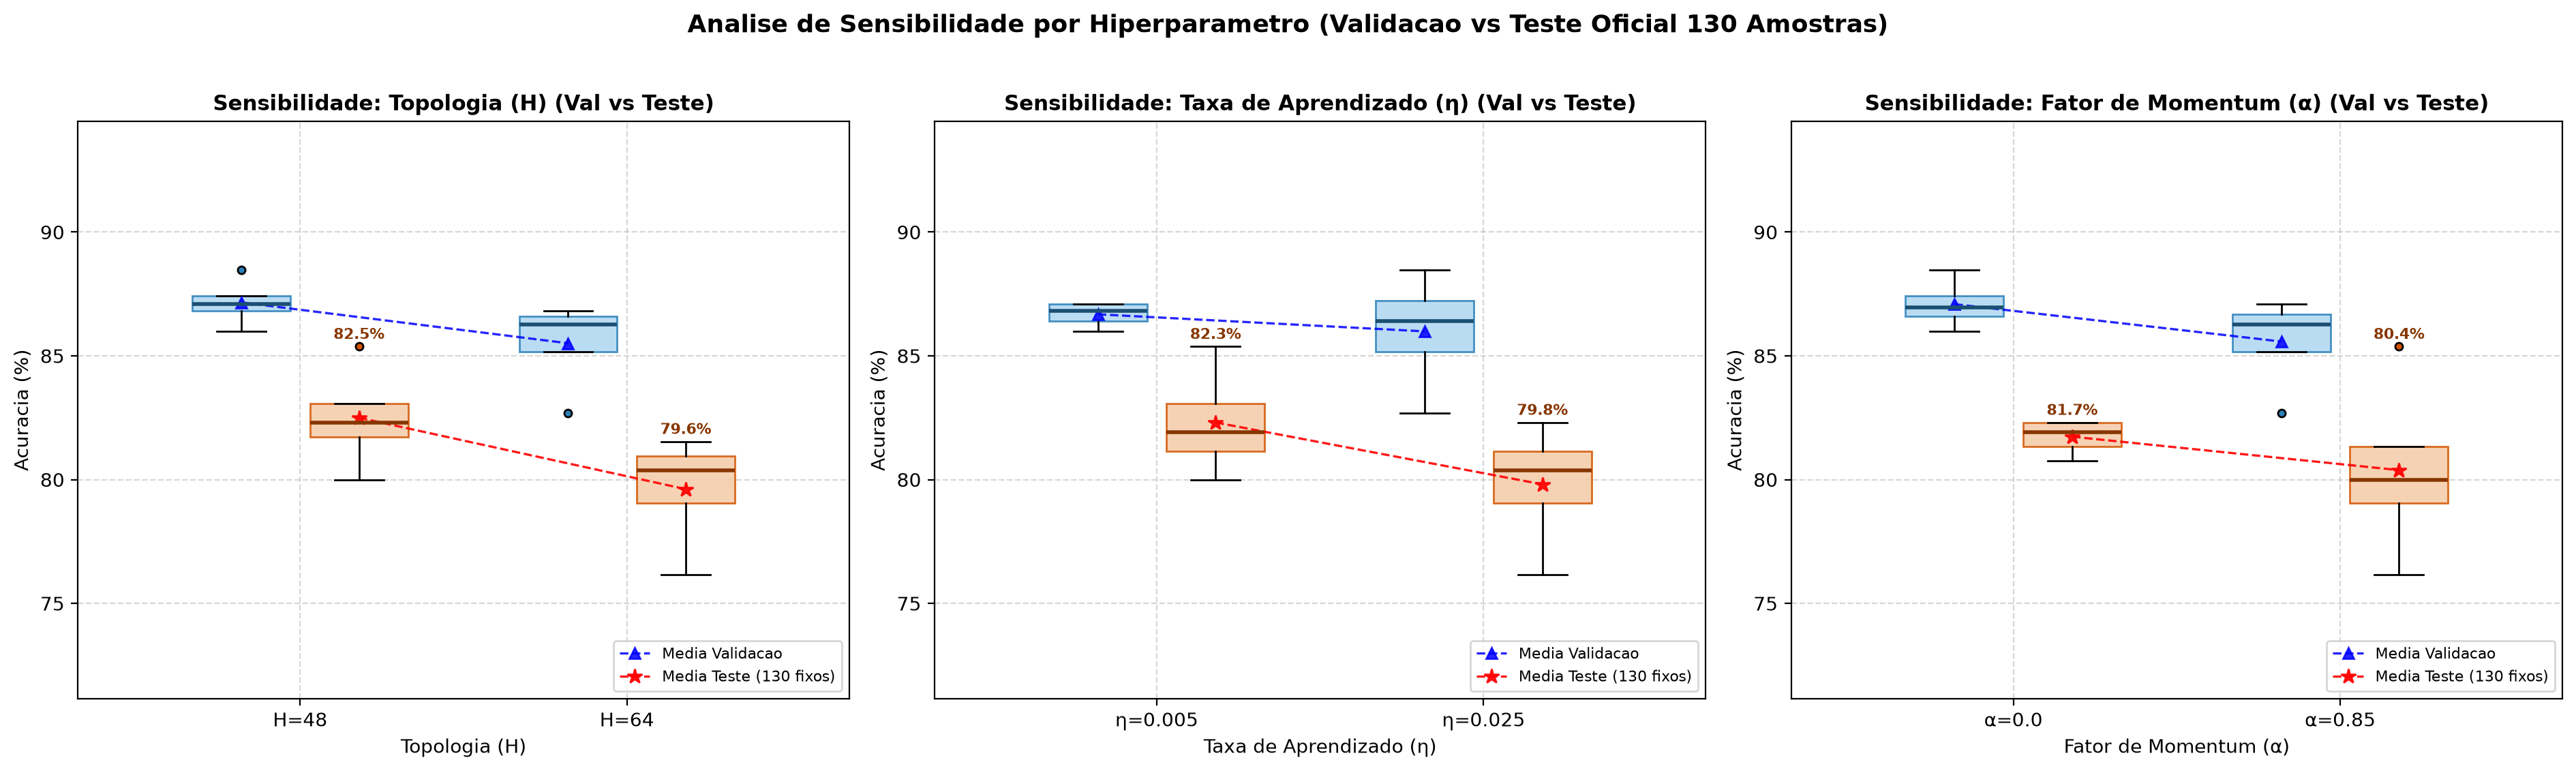 Analise de Sensibilidade por Hiperparametro (Validacao vs Teste Oficial 130 Amostras)
Sensibilidade: Topologia (H) (Val vs Teste)
Acuracia (%)
90
85
80
75
82.5%
79.6%
Media Validacao
Media Teste (130 fixos)
H=48
H=64
Topologia (H)
Sensibilidade: Taxa de Aprendizado (η) (Val vs Teste)
Acuracia (%)
90
85
80
75
82.3%
79.8%
Media Validacao
Media Teste (130 fixos)
η=0.005
η=0.025
Taxa de Aprendizado (η)
Sensibilidade: Fator de Momentum (α) (Val vs Teste)
Acuracia (%)
90
85
80
75
81.7%
80.4%
Media Validacao
Media Teste (130 fixos)
α=0.0
α=0.85
Fator de Momentum (α)